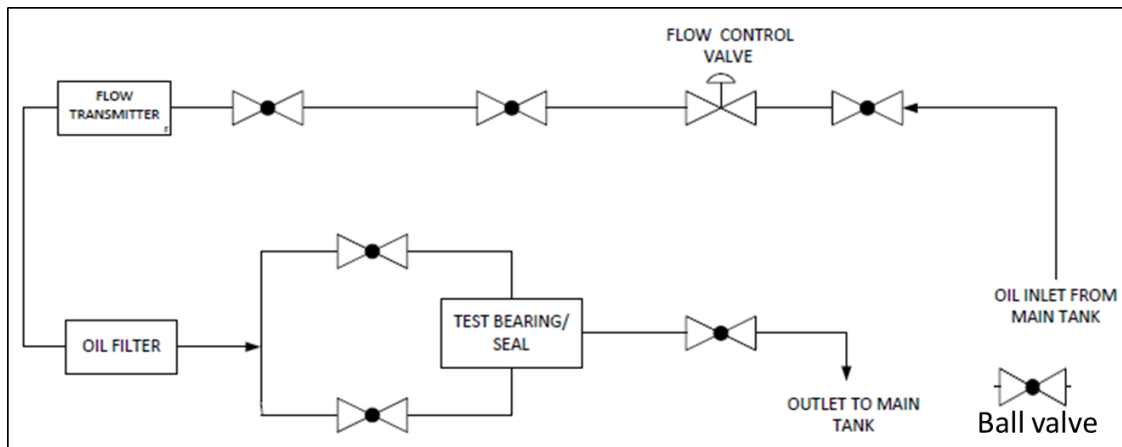 FLOW CONTROL
VALVE
FLOW
TRANSMITTER
r
OIL FILTER
TEST BEARING/
SEAL
OIL INLET FROM
MAIN TANK
OUTLET TO MAIN
TANK
Ball valve